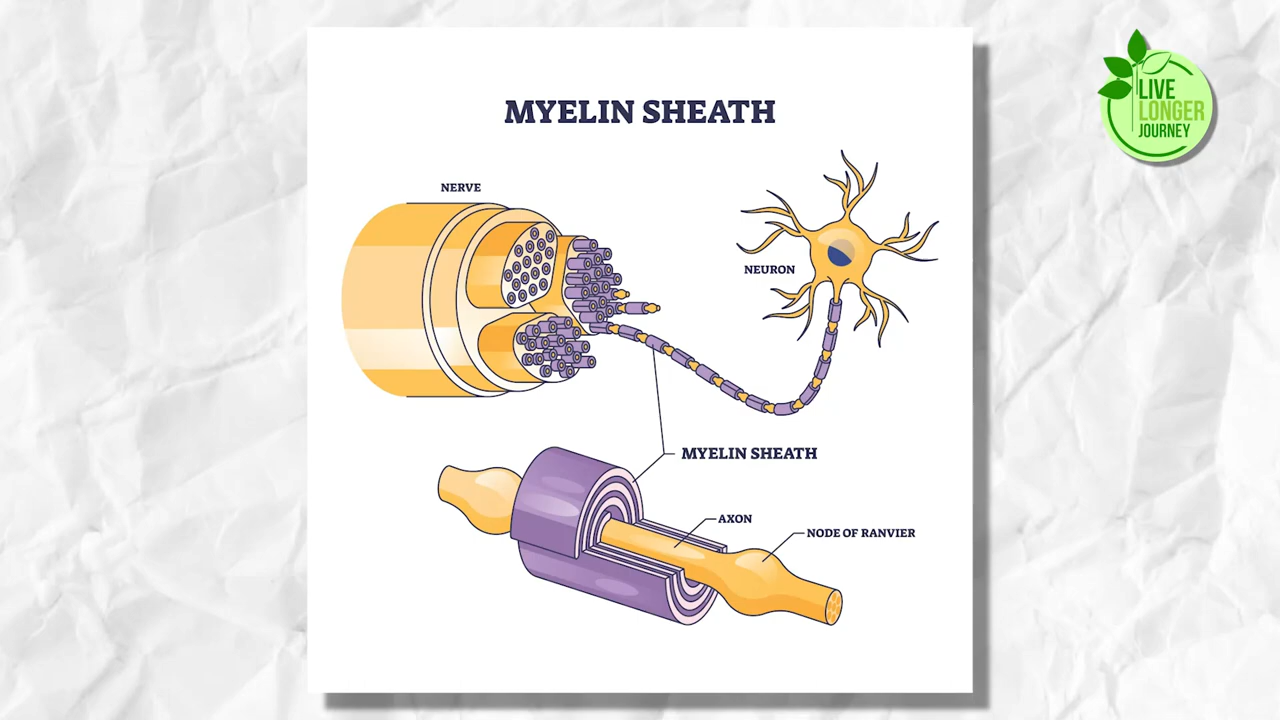 MYELIN SHEATH
NERVE
NEURON
MYELIN SHEATH
AXON
NODE OF RANVIER
LIVE
LONGER
JOURNEY